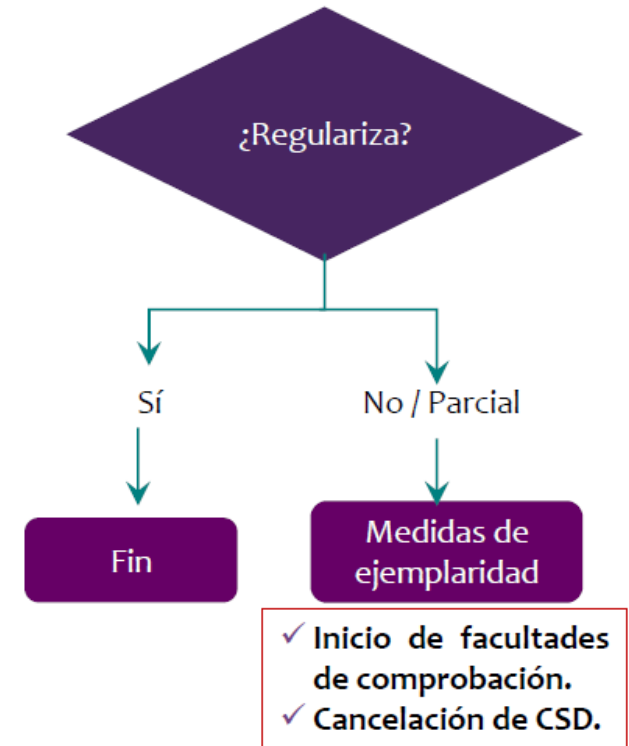 ¿Regulariza?
Sí
No / Parcial
Fin
Medidas de
ejemplaridad
✓ Inicio de facultades
de comprobación.
✓ Cancelación de CSD.